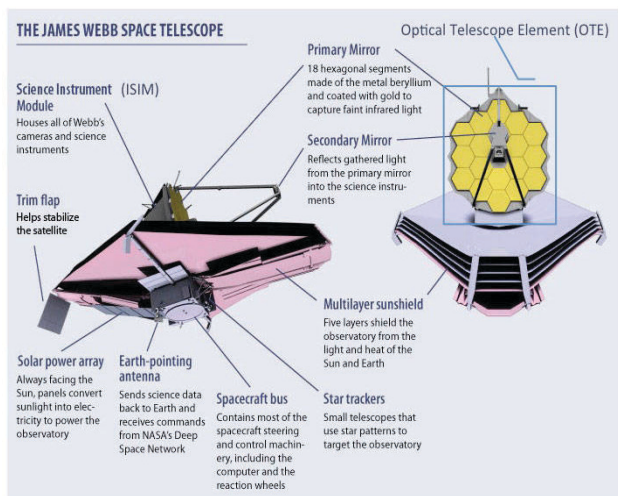 THE JAMES WEBB SPACE TELESCOPE
Optical Telescope Element (OTE)
Primary Mirror
18 hexagonal segments
made of the metal beryllium
and coated with gold to
capture faint infrared light
Science Instrument (ISIM)
Module
Houses all of Webb's
cameras and science
instruments
Secondary Mirror
Reflects gathered light
from the primary mirror
into the science instru-
ments
Trim flap
Helps stabilize
the satellite
Multilayer sunshield
Five layers shield the
observatory from the
light and heat of the
Sun and Earth
Solar power array
Always facing the
Sun, panels convert
sunlight into elec-
tricity to power the
observatory
Earth-pointing
antenna
Sends science data
back to Earth and
receives commands
from NASA's Deep
Space Network
Spacecraft bus
Contains most of the
spacecraft steering
and control machin-
ery, including the
computer and the
reaction wheels
Star trackers
Small telescopes that
use star patterns to
target the observatory